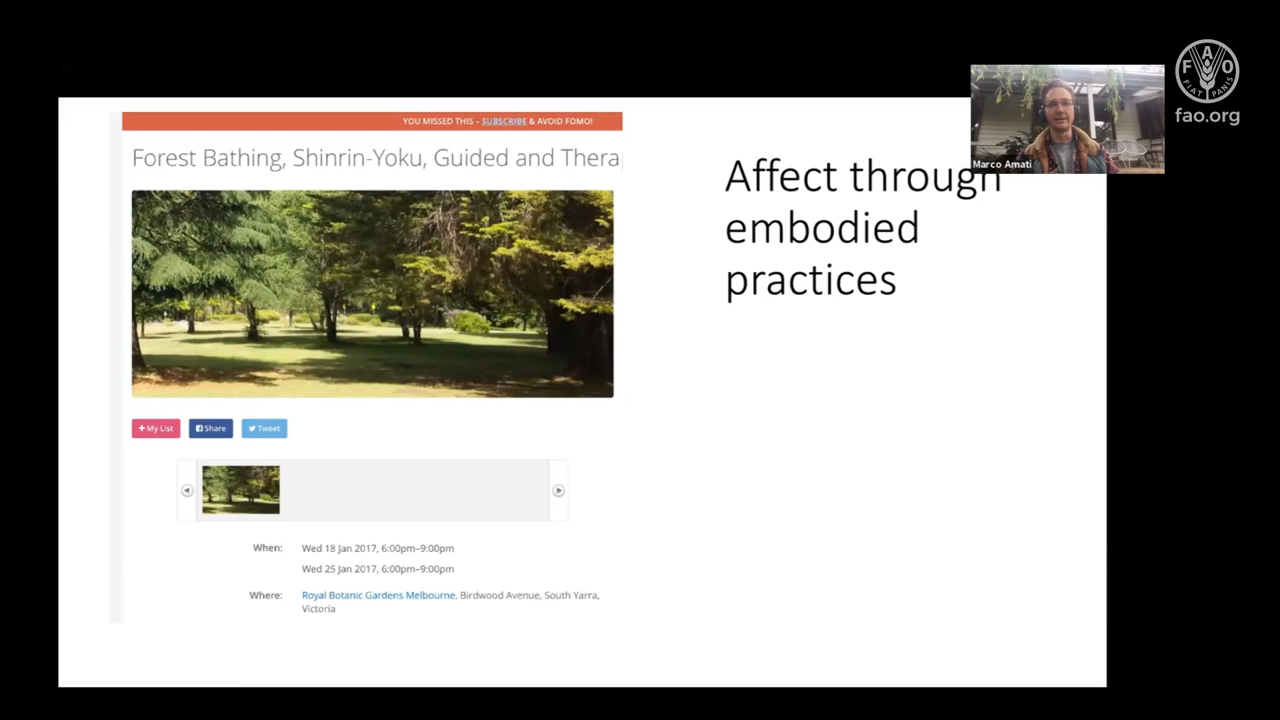 YOU MISSED THIS – SUBSCRIBE & AVOID FOMO!
Forest Bathing, Shinrin-Yoku, Guided and Thera
+ My List
Share
Tweet
When:
Wed 18 Jan 2017, 6:00pm–9:00pm
Wed 25 Jan 2017, 6:00pm–9:00pm
Where:
Royal Botanic Gardens Melbourne, Birdwood Avenue, South Yarra,
Victoria
Affect through
embodied
practices
Marco Amati
F A O
FIAT PANIS
fao.org